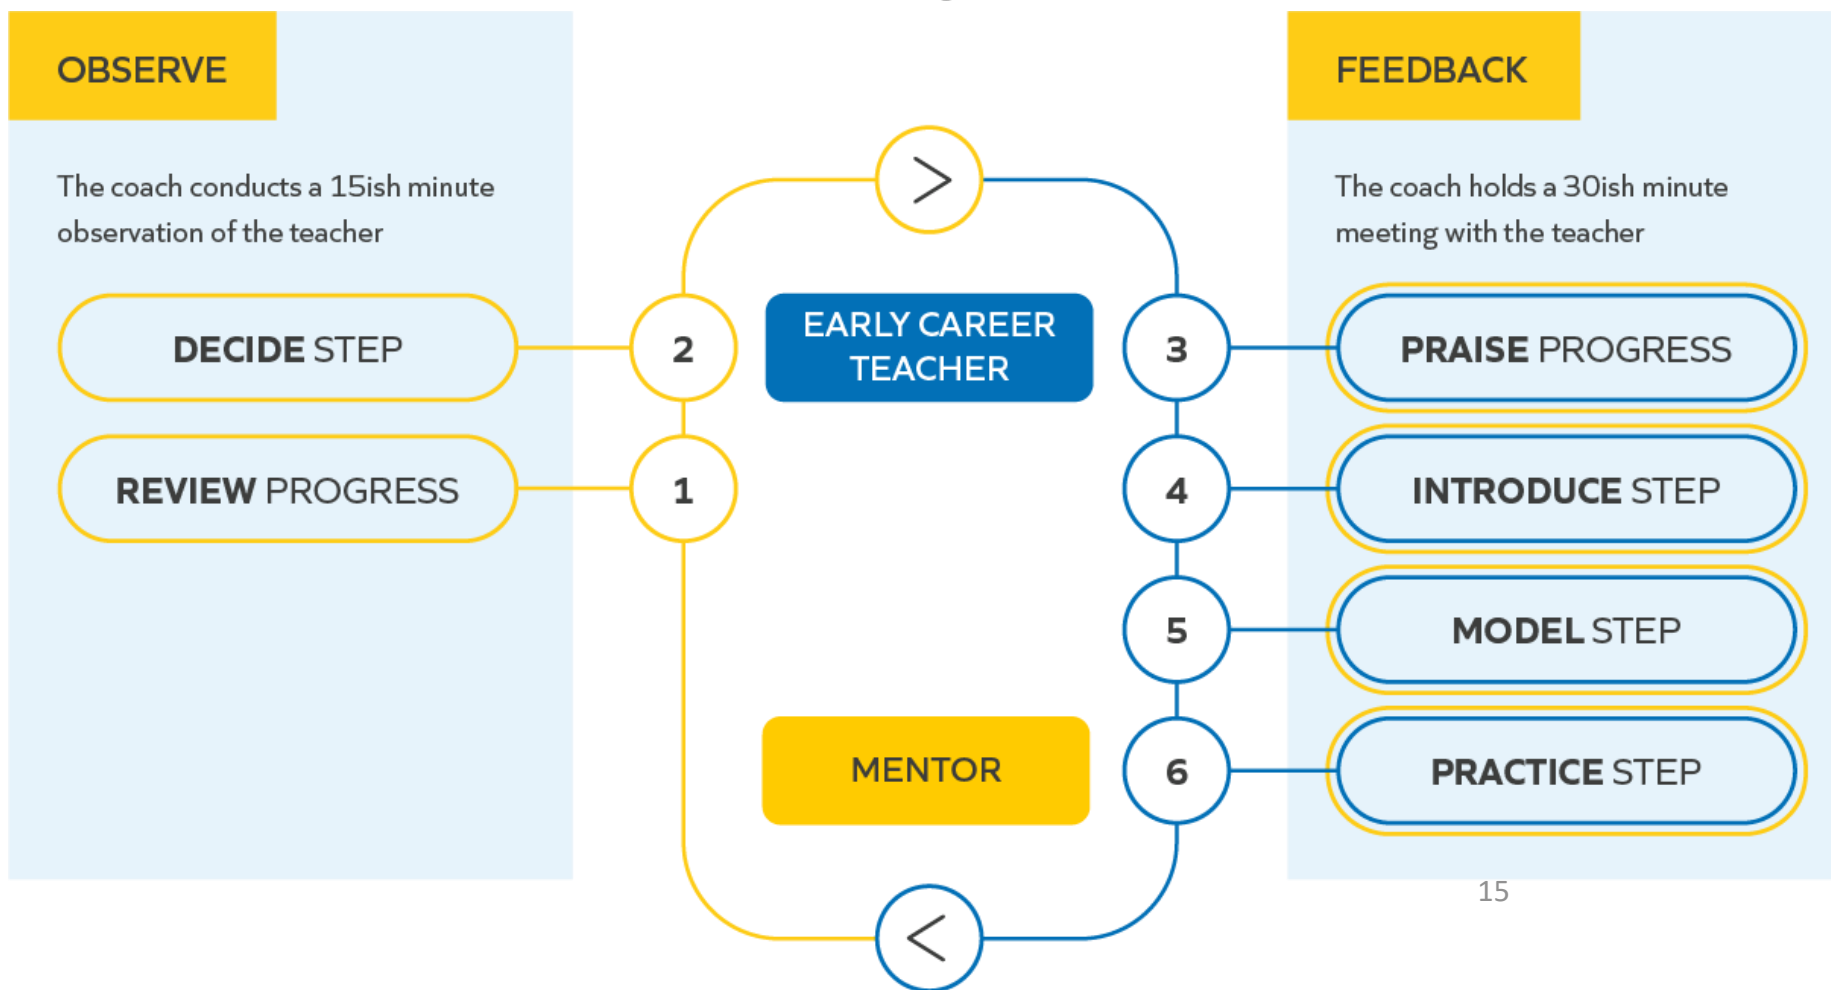 OBSERVE
The coach conducts a 15ish minute
observation of the teacher
DECIDE STEP
REVIEW PROGRESS
>
2
1
EARLY CAREER
TEACHER
MENTOR
<
3
4
5
6
FEEDBACK
The coach holds a 30ish minute
meeting with the teacher
PRAISE PROGRESS
INTRODUCE STEP
MODEL STEP
PRACTICE STEP
15